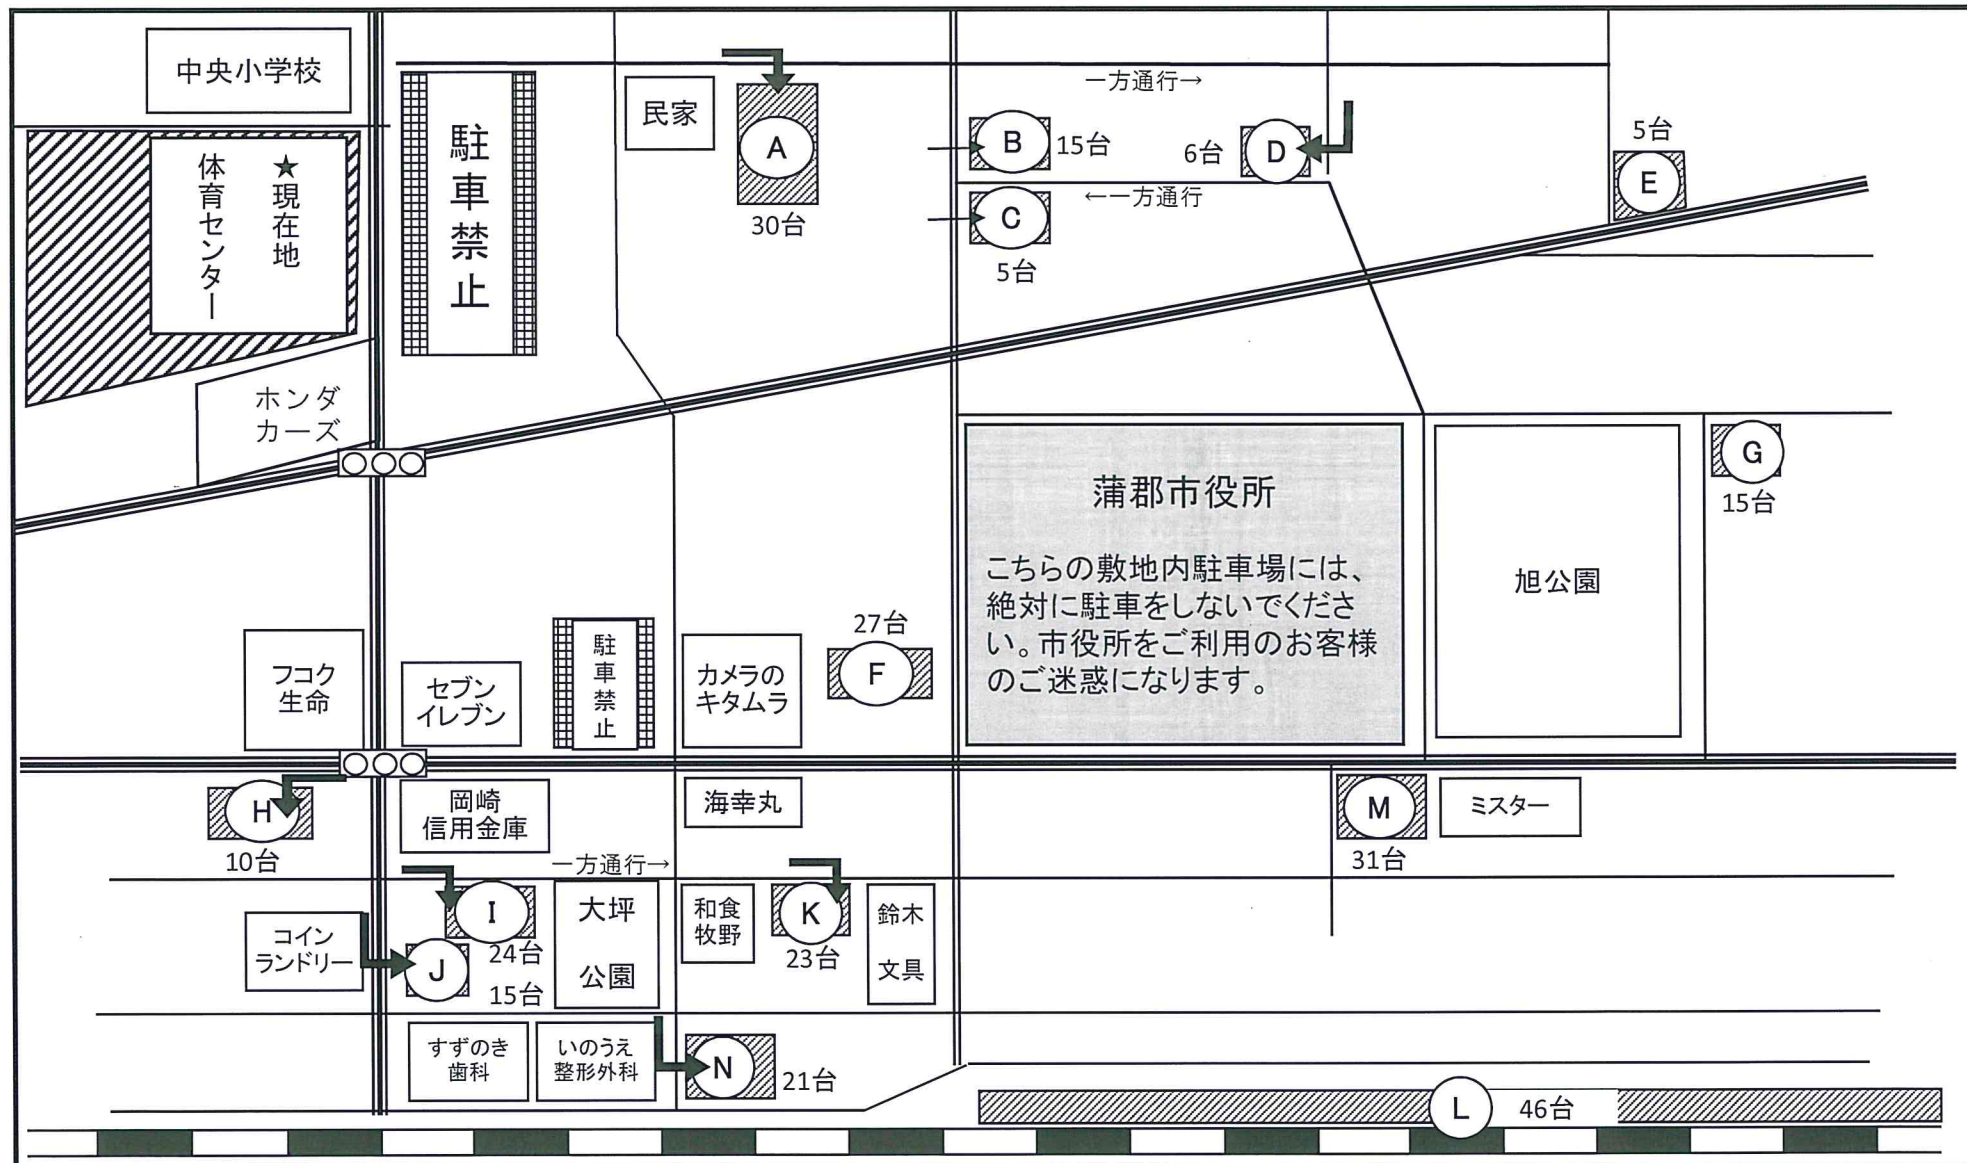 中央小学校
★現在地
体育センター
駐車禁止
民家
A
30台
一方通行→
B
15台
6台
D
5台
E
←一方通行
C
5台
ホンダ
カーズ
蒲郡市役所
こちらの敷地内駐車場には、
絶対に駐車をしないでくださ
い。市役所をご利用のお客様
のご迷惑になります。
旭公園
G
15台
フコク
生命
セブン
イレブン
駐車禁止
カメラの
キタムラ
27台
F
H
10台
岡崎
信用金庫
海幸丸
M
31台
ミスター
一方通行→
コイン
ランドリー
I
24台
J
15台
大坪
公園
和食
牧野
K
23台
鈴木
文具
すずのき
歯科
いのうえ
整形外科
N
21台
L
46台